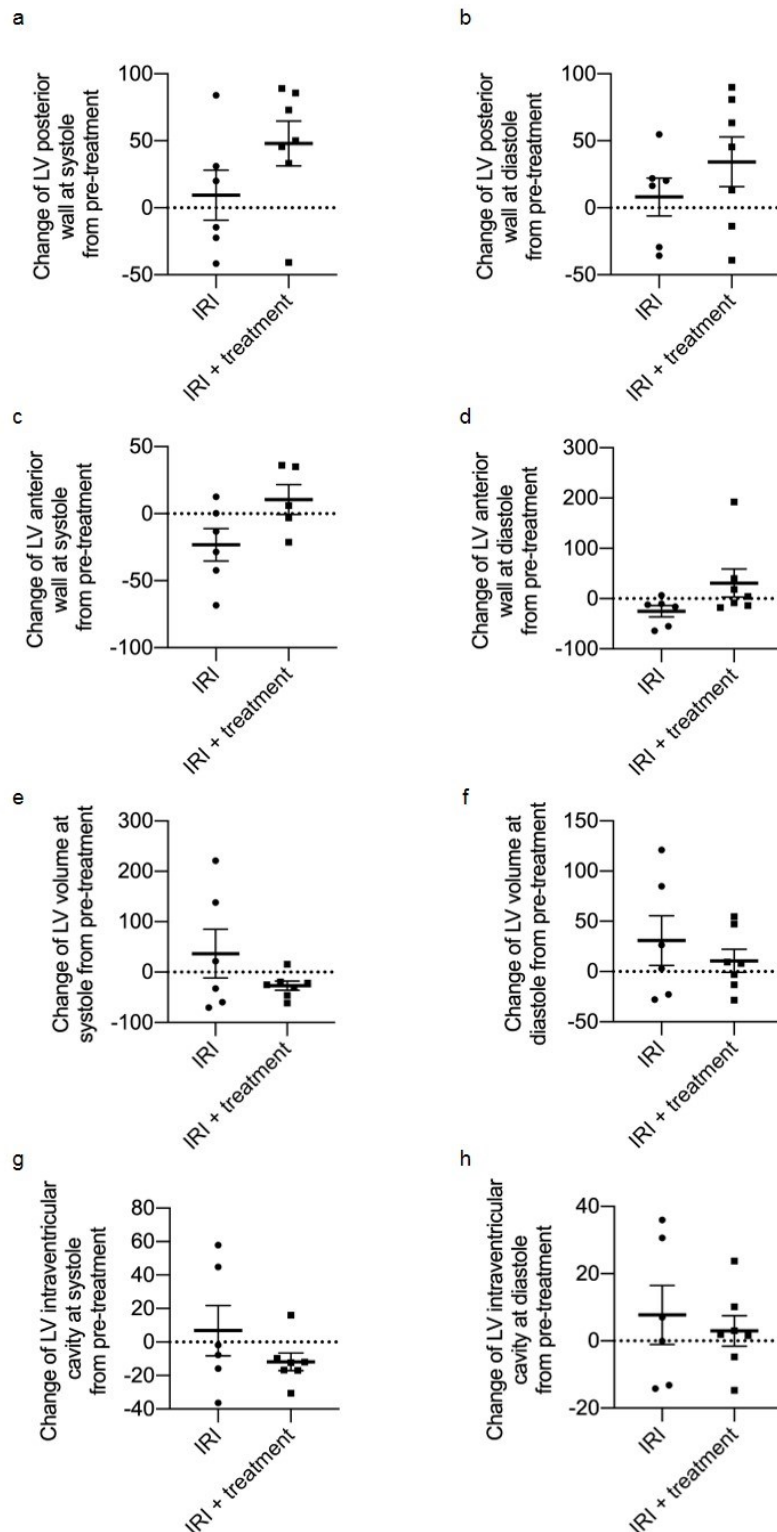 a
Change of LV posterior
wall at systole
from pre-treatment
100
50
0
-50
IRI
IRI + treatment
b
Change of LV posterior
wall at diastole
from pre-treatment
100
50
0
-50
IRI
IRI + treatment
c
Change of LV anterior
wall at systole
from pre-treatment
50
0
-50
-100
IRI
IRI + treatment
d
Change of LV anterior
wall at diastole
from pre-treatment
300
200
100
0
-100
IRI
IRI + treatment
e
Change of LV volume at
systole from pre-treatment
300
200
100
0
-100
IRI
IRI + treatment
f
Change of LV volume at
diastole from pre-treatment
150
100
50
0
-50
IRI
IRI + treatment
g
Change of LV intraventricular
cavity at systole
from pre-treatment
80
60
40
20
0
-20
-40
IRI
IRI + treatment
h
Change of LV intraventricular
cavity at diastole
from pre-treatment
40
20
0
-20
IRI
IRI + treatment